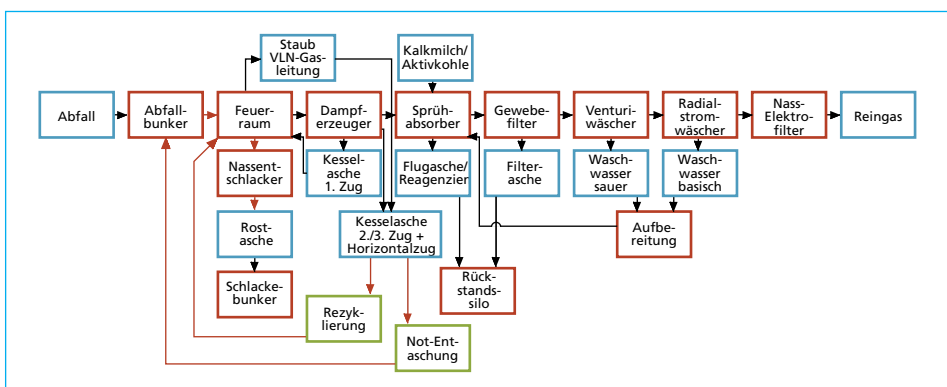 Staub
VLN-Gas-
leitung
Kalkmilch/
Aktivkohle
Abfall
Abfall-
bunker
Feuer-
raum
Dampf-
erzeuger
Sprüh-
absorber
Gewebe-
filter
Venturi-
wäscher
Radial-
strom-
wäscher
Nass-
Elektro-
filter
Reingas
Nassent-
schlacker
Kessel-
asche
1. Zug
Flugasche/
Reagenzier
Filter-
asche
Wasch-
wasser
sauer
Wasch-
wasser
basisch
Rost-
asche
Kesselasche
2./3. Zug +
Horizontalzug
Aufbe-
reitung
Schlacke-
bunker
Rück-
stands-
silo
Rezyk-
lierung
Not-Ent-
aschung